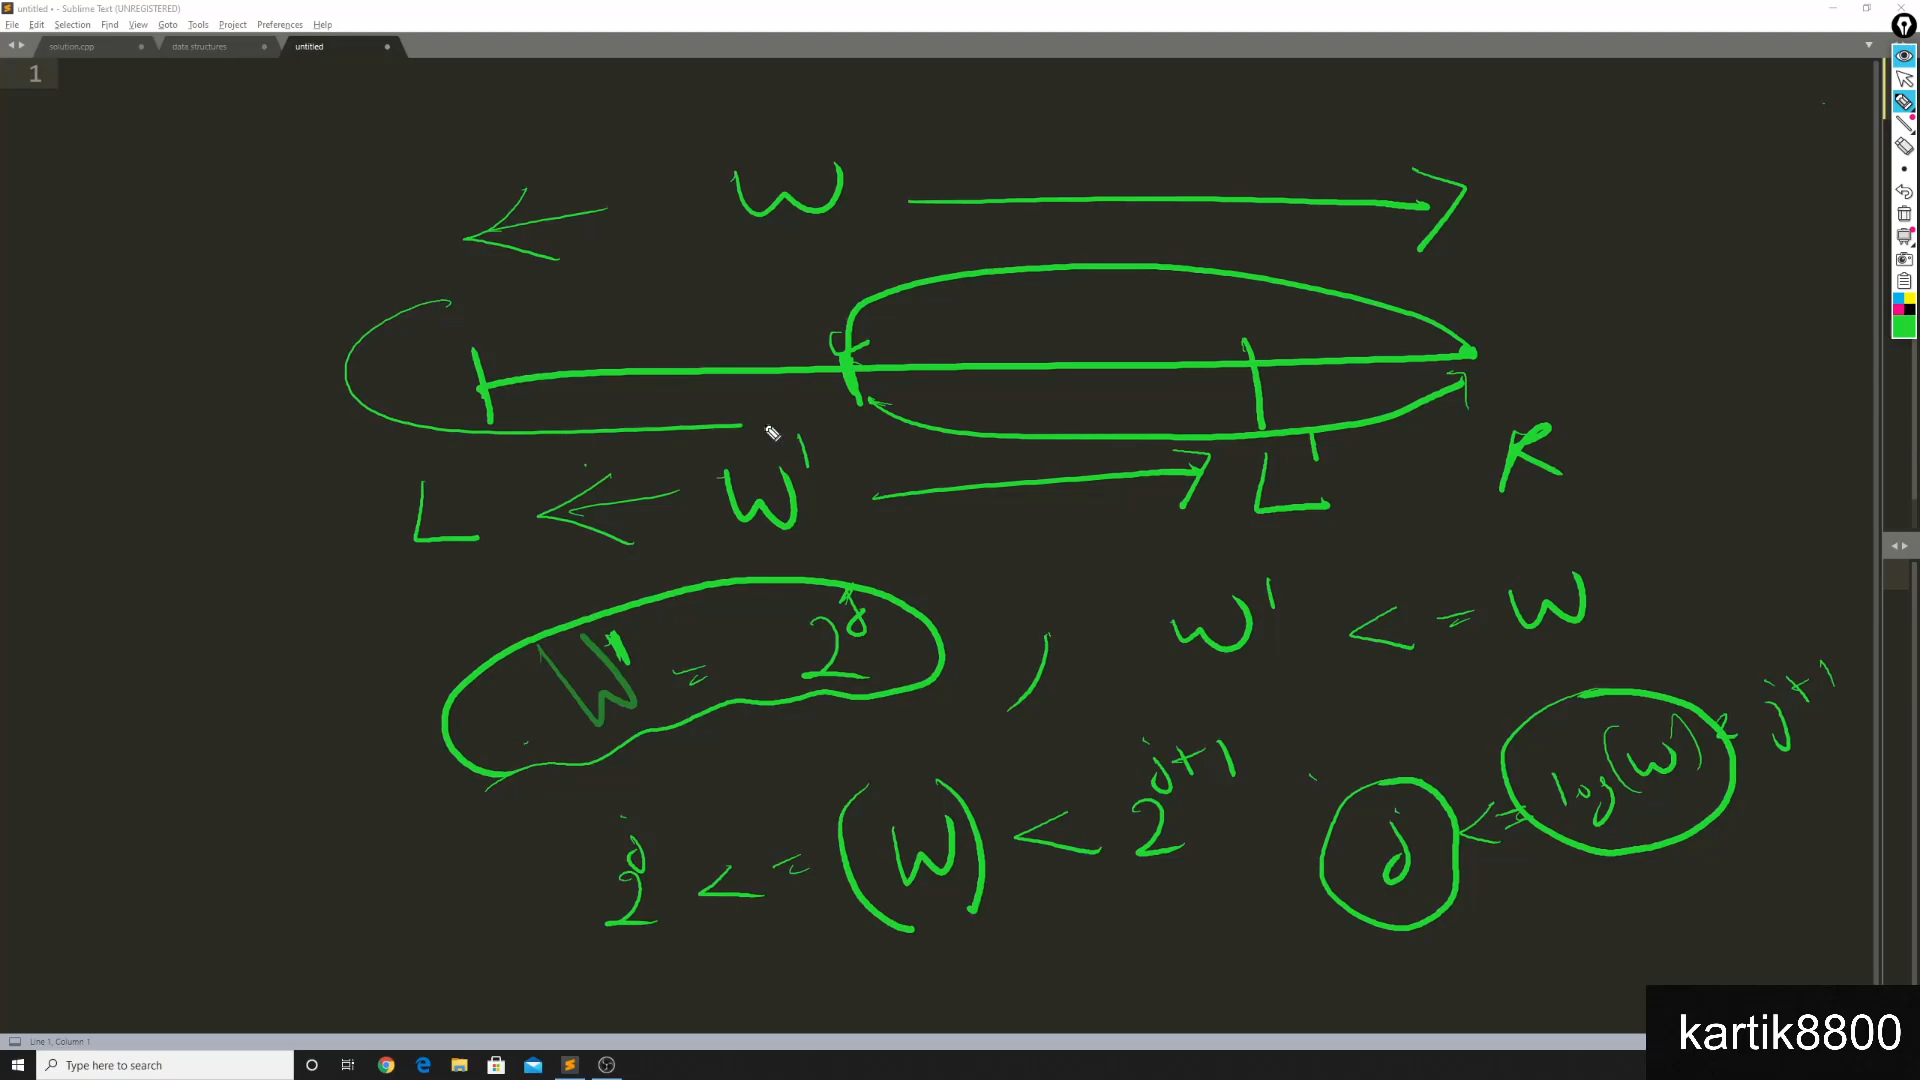 untitled • - Sublime Text (UNREGISTERED)
File Edit Selection Find View Goto Tools Project Preferences Help
solution.cpp data structures untitled
1
W
L W' L' R
W' = 2^j , W' <= W
2^j <= (W) < 2^j+1 j <= log(W) < j+1
Line 1, Column 1
kartik8800
Type here to search